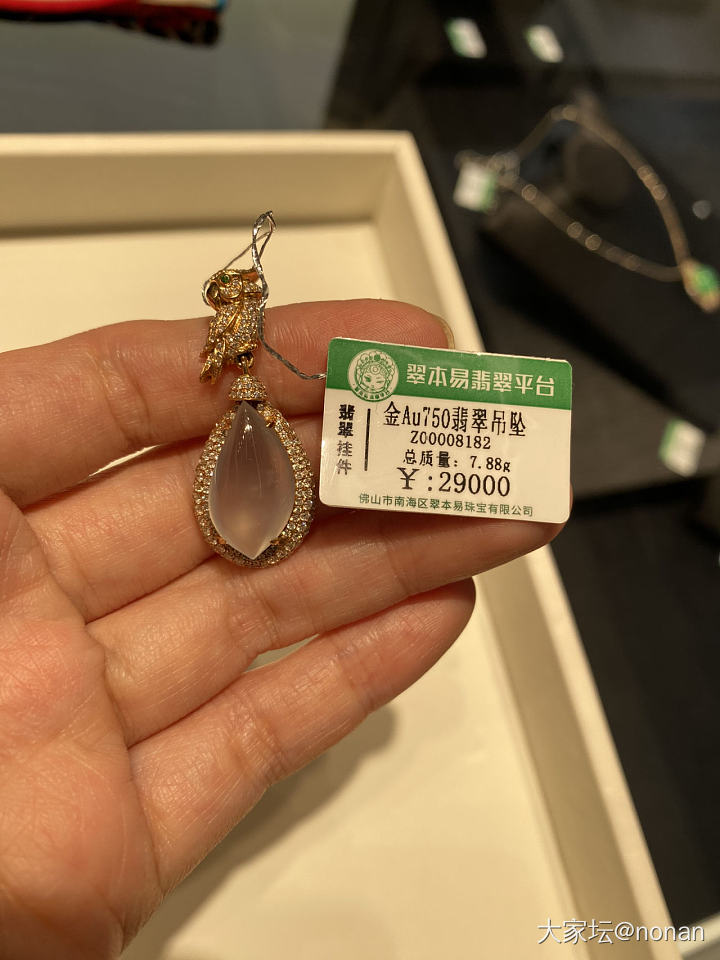 翠本易翡翠平台
翡翠挂件
金Au750翡翠吊坠
Z00008182
总质量：7.88g
￥:29000
佛山市南海区翠本易珠宝有限公司
大家坛@nonan